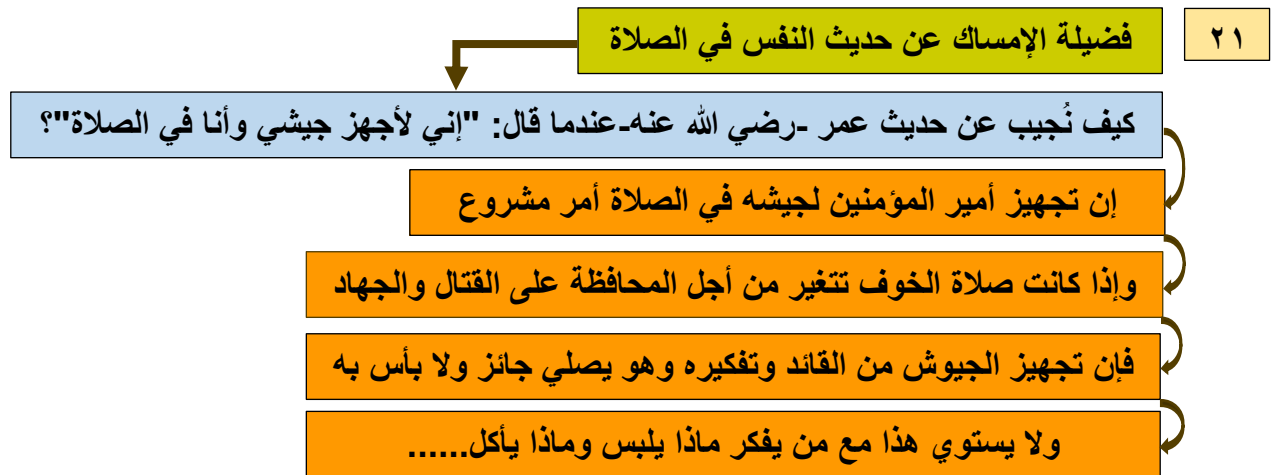 ٢١
فضيلة الإمساك عن حديث النفس في الصلاة
كيف نُجيب عن حديث عمر -رضي الله عنه-عندما قال: "إني لأجهز جيشي وأنا في الصلاة"؟
إن تجهيز أمير المؤمنين لجيشه في الصلاة أمر مشروع
وإذا كانت صلاة الخوف تتغير من أجل المحافظة على القتال والجهاد
فإن تجهيز الجيوش من القائد وتفكيره وهو يصلي جائز ولا بأس به
ولا يستوي هذا مع من يفكر ماذا يلبس وماذا يأكل......